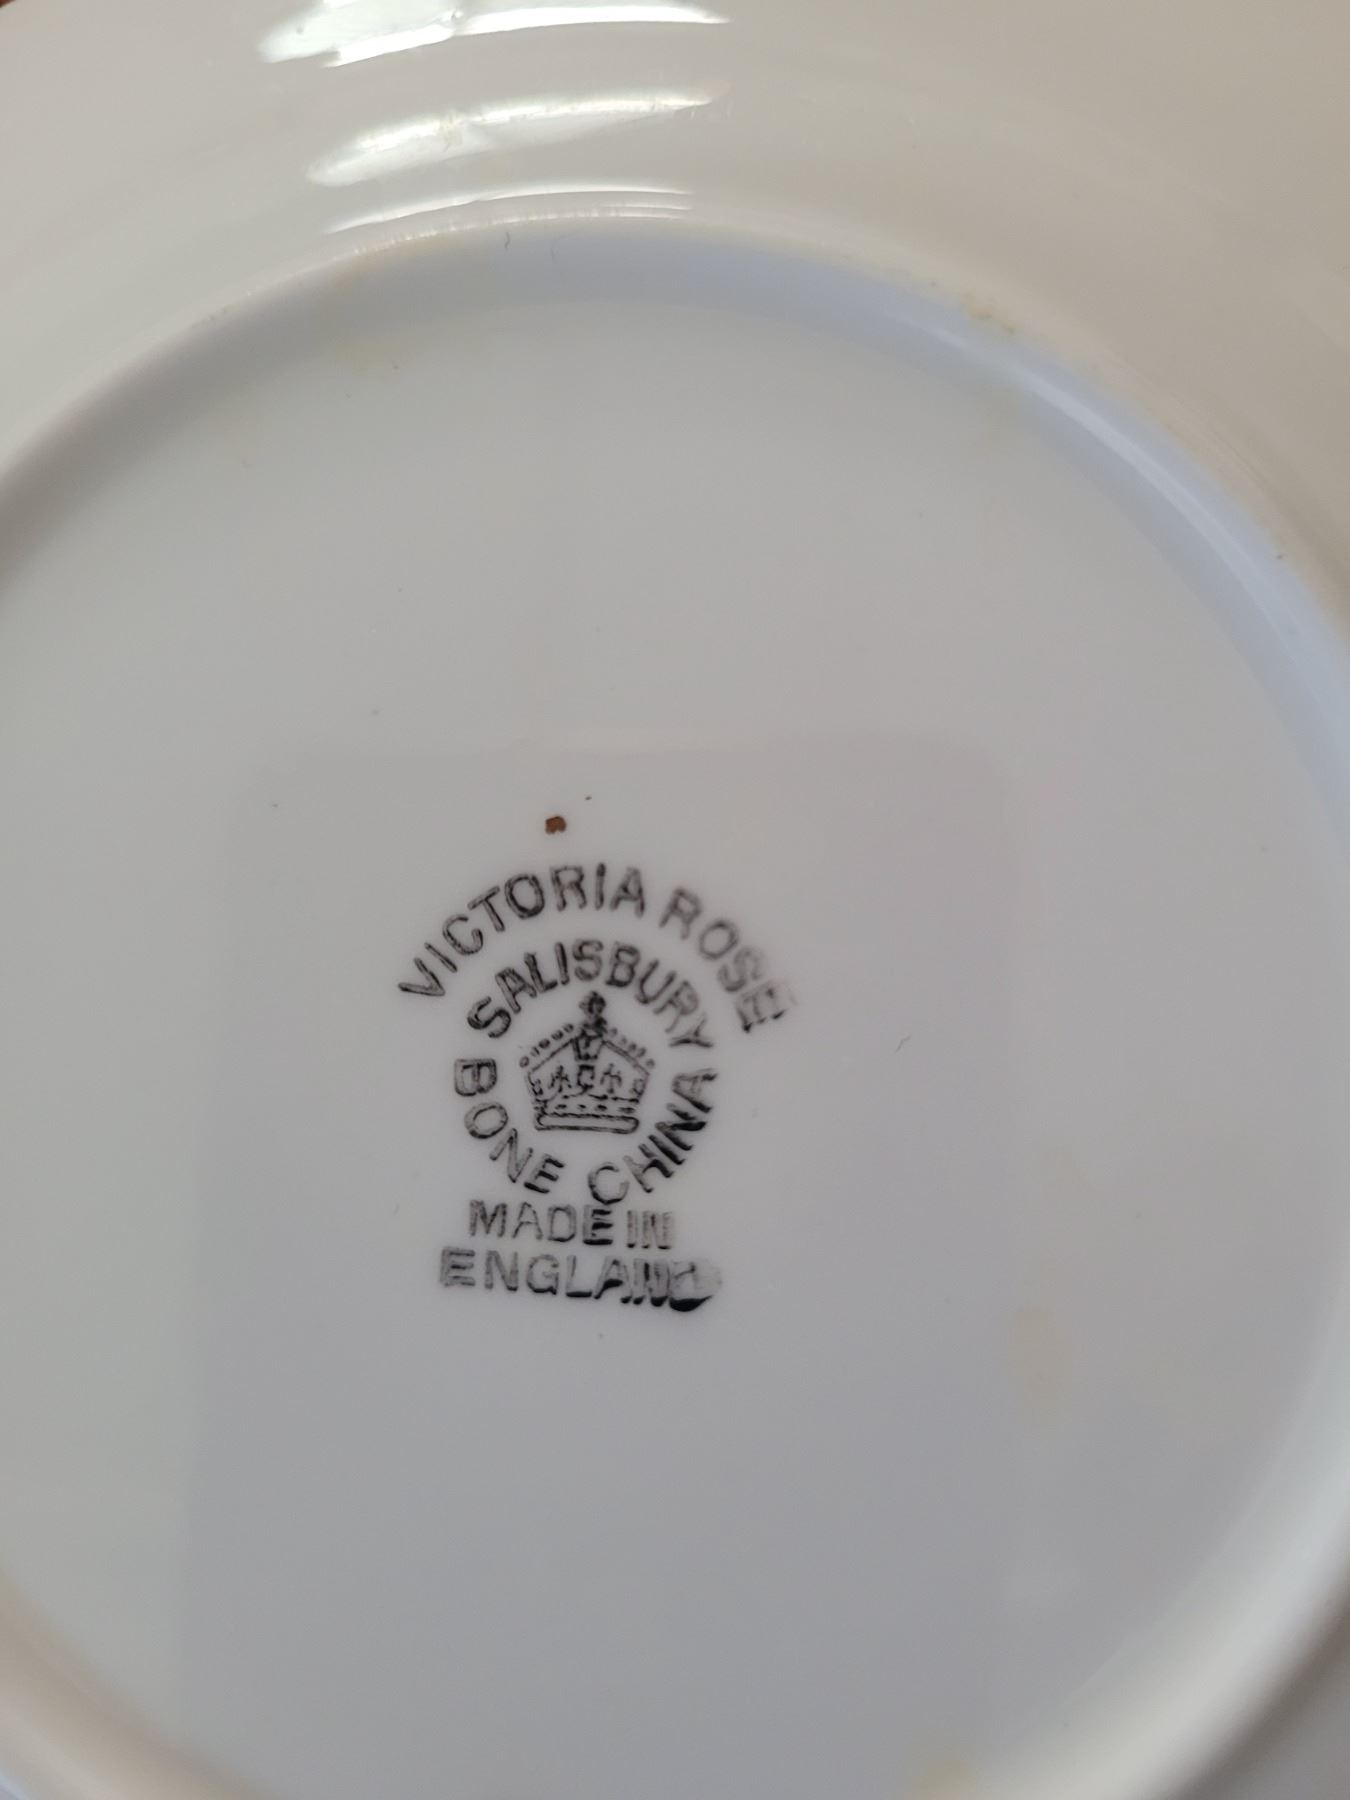 VICTORIA ROSE
SALISBURY
BONE CHINA
MADE IN
ENGLAND